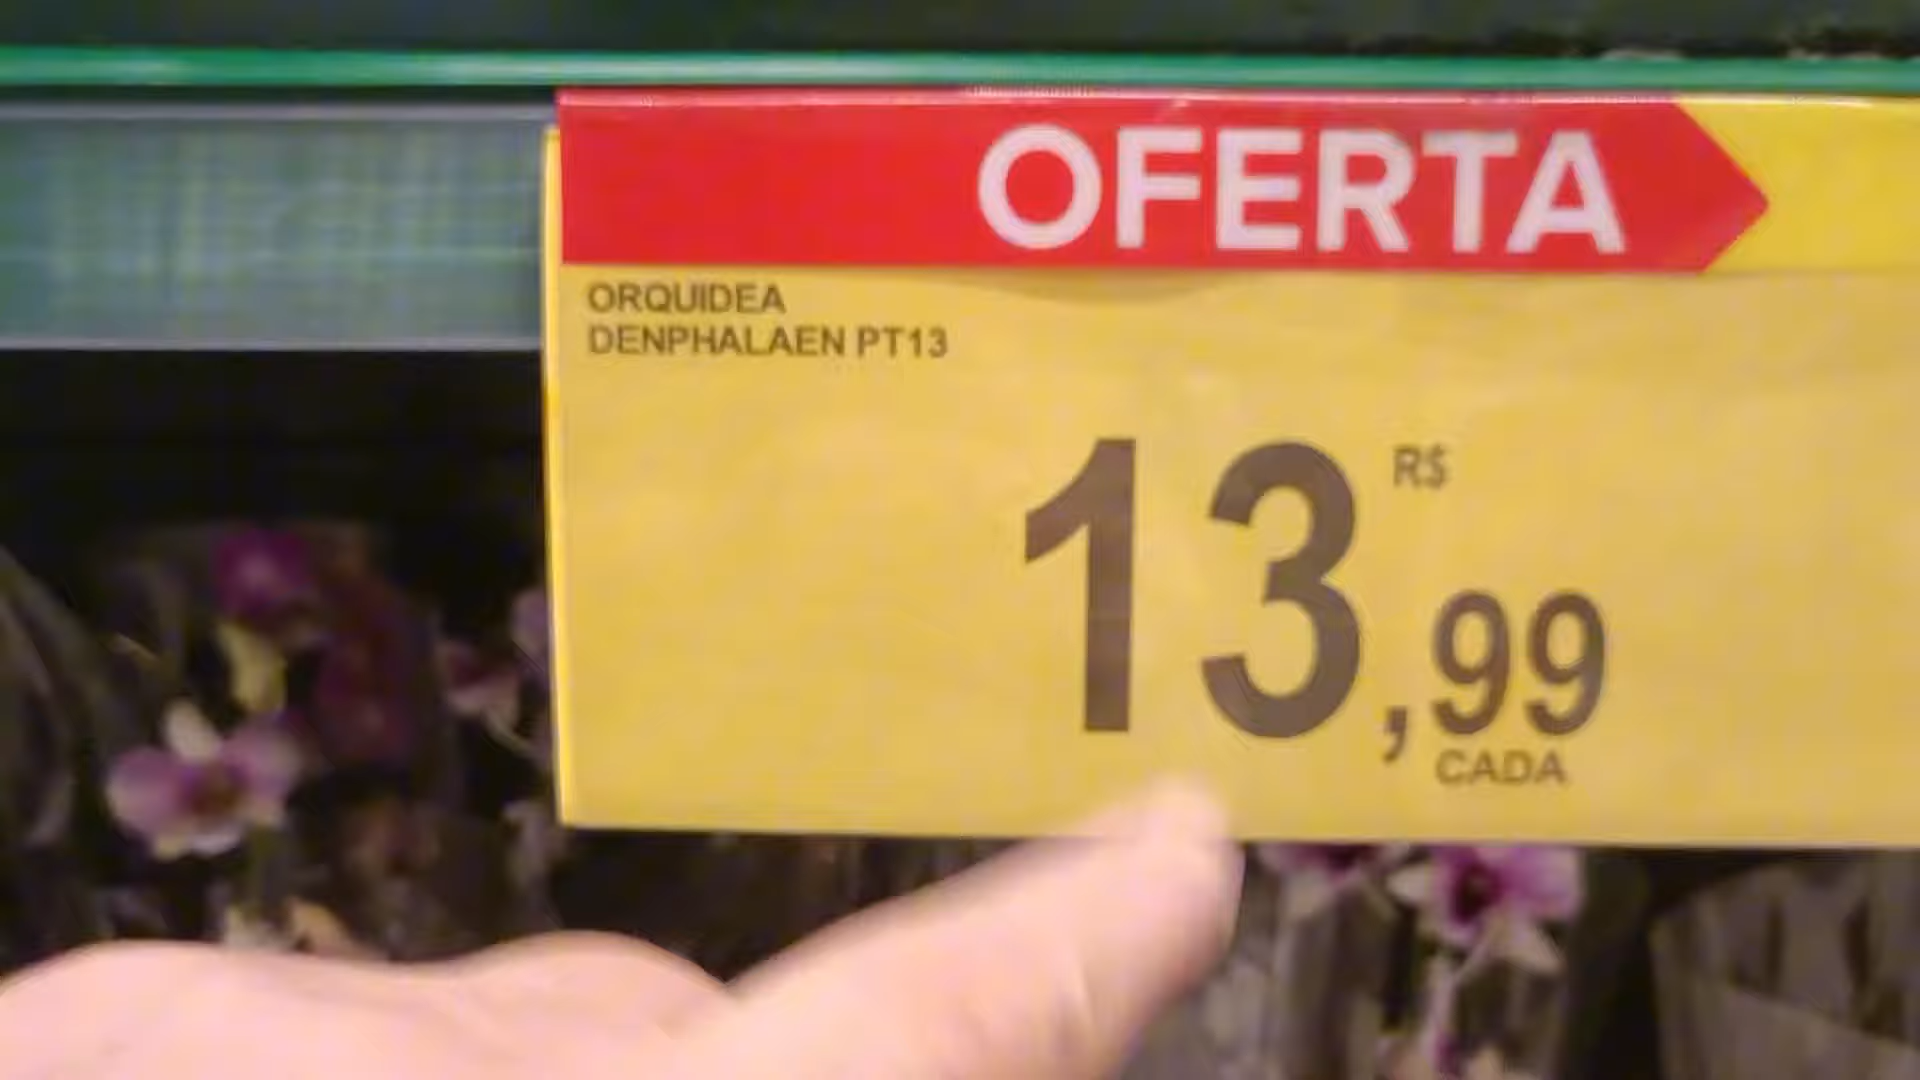 OFERTA
ORQUIDEA
DENPHALAEN PT13
13,99 R$
CADA